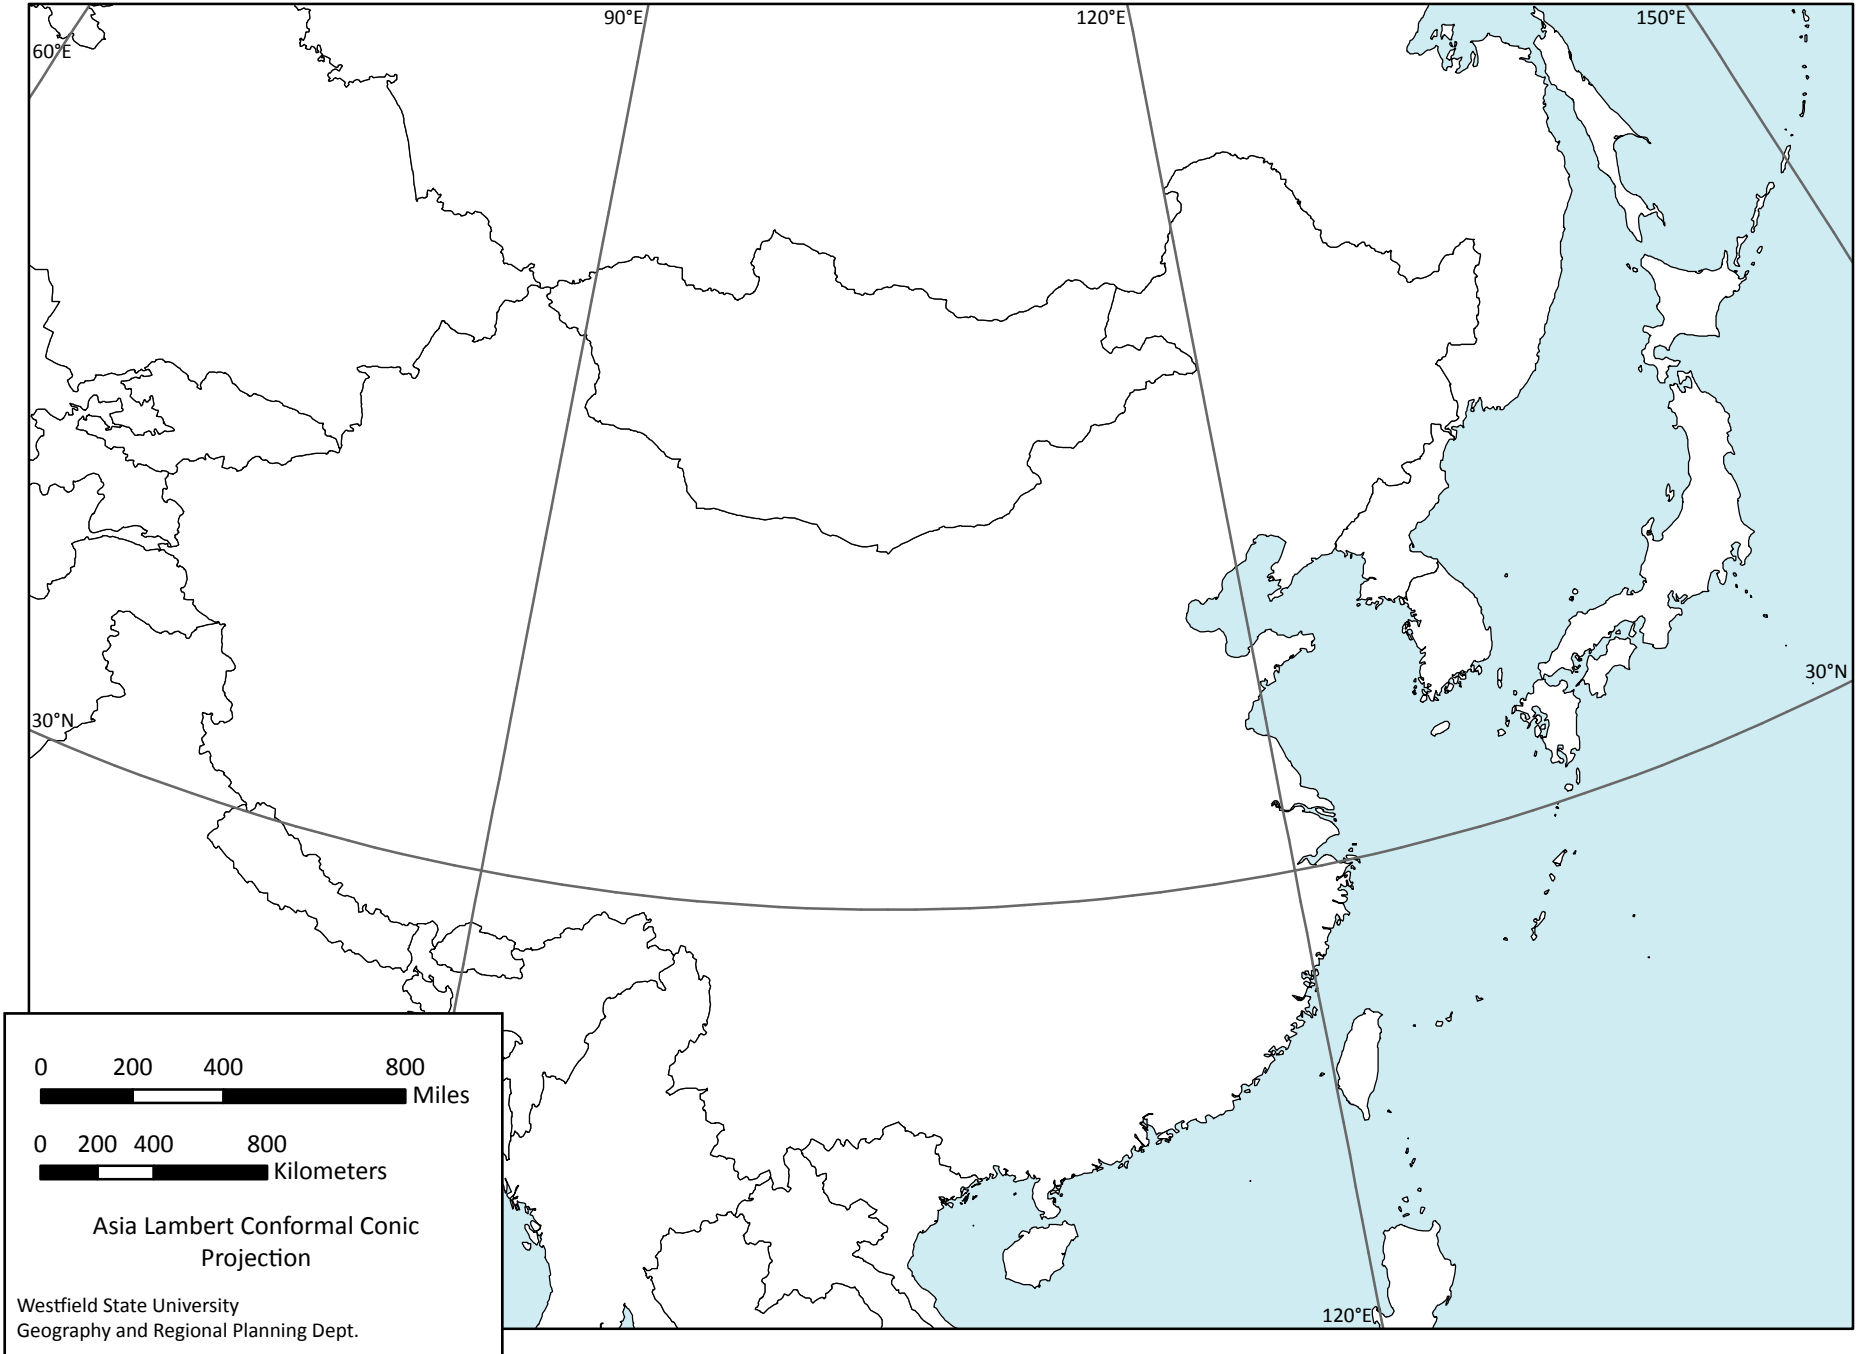 90°E
120°E
150°E
60°E
30°N
30°N
0 200 400 800
Miles
0 200 400 800
Kilometers
Asia Lambert Conformal Conic
Projection
Westfield State University
Geography and Regional Planning Dept.
120°E